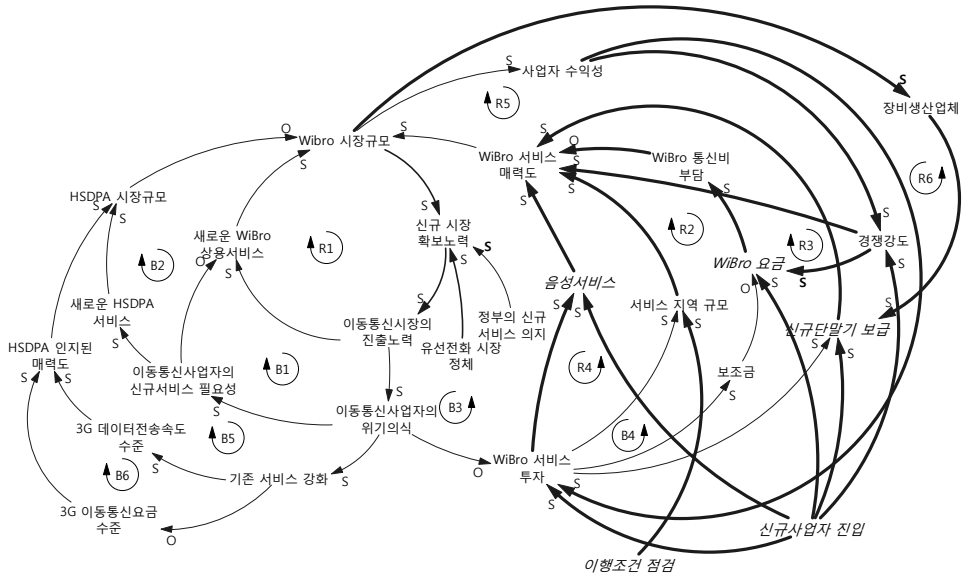 S
사업자 수익성
S
장비생산업체
R5
O
Wibro 시장규모
S
S
WiBro 서비스
매력도
S
O
S
S
S
WiBro 통신비
부담
S
R6
HSDPA 시장규모
S
S
S
신규 시장
확보노력
S
S
S
경쟁강도
S
S
새로운 WiBro
상용서비스
O
S
R1
R2
R3
B2
WiBro 요금
O
S
S
음성서비스
S
S
새로운 HSDPA
서비스
S
이동통신시장의
진출노력
S
정부의 신규
서비스 의지
유선전화 시장
정체
서비스 지역 규모
S
S
신규단말기 보급
S
S
S
HSDPA 인지된
매력도
S
S
이동통신사업자의
신규서비스 필요성
S
B1
R4
보조금
S
S
이동통신사업자의
위기의식
B3
3G 데이터전송속도
수준
S
B5
B4
B6
기존 서비스 강화
S
WiBro 서비스
투자
O
S
S
3G 이동통신요금
수준
O
신규사업자 진입
이행조건 점검